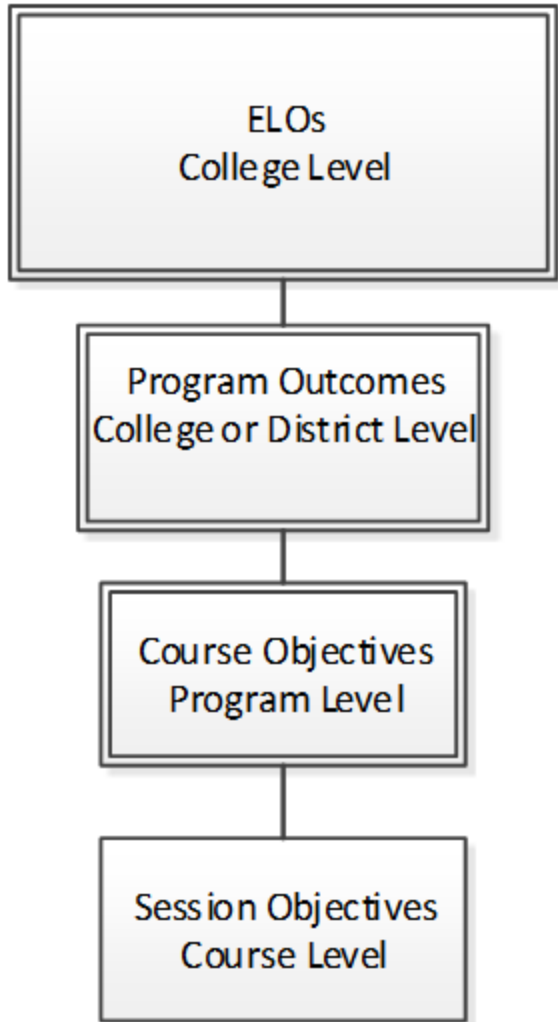 ELOs
College Level
Program Outcomes
College or District Level
Course Objectives
Program Level
Session Objectives
Course Level